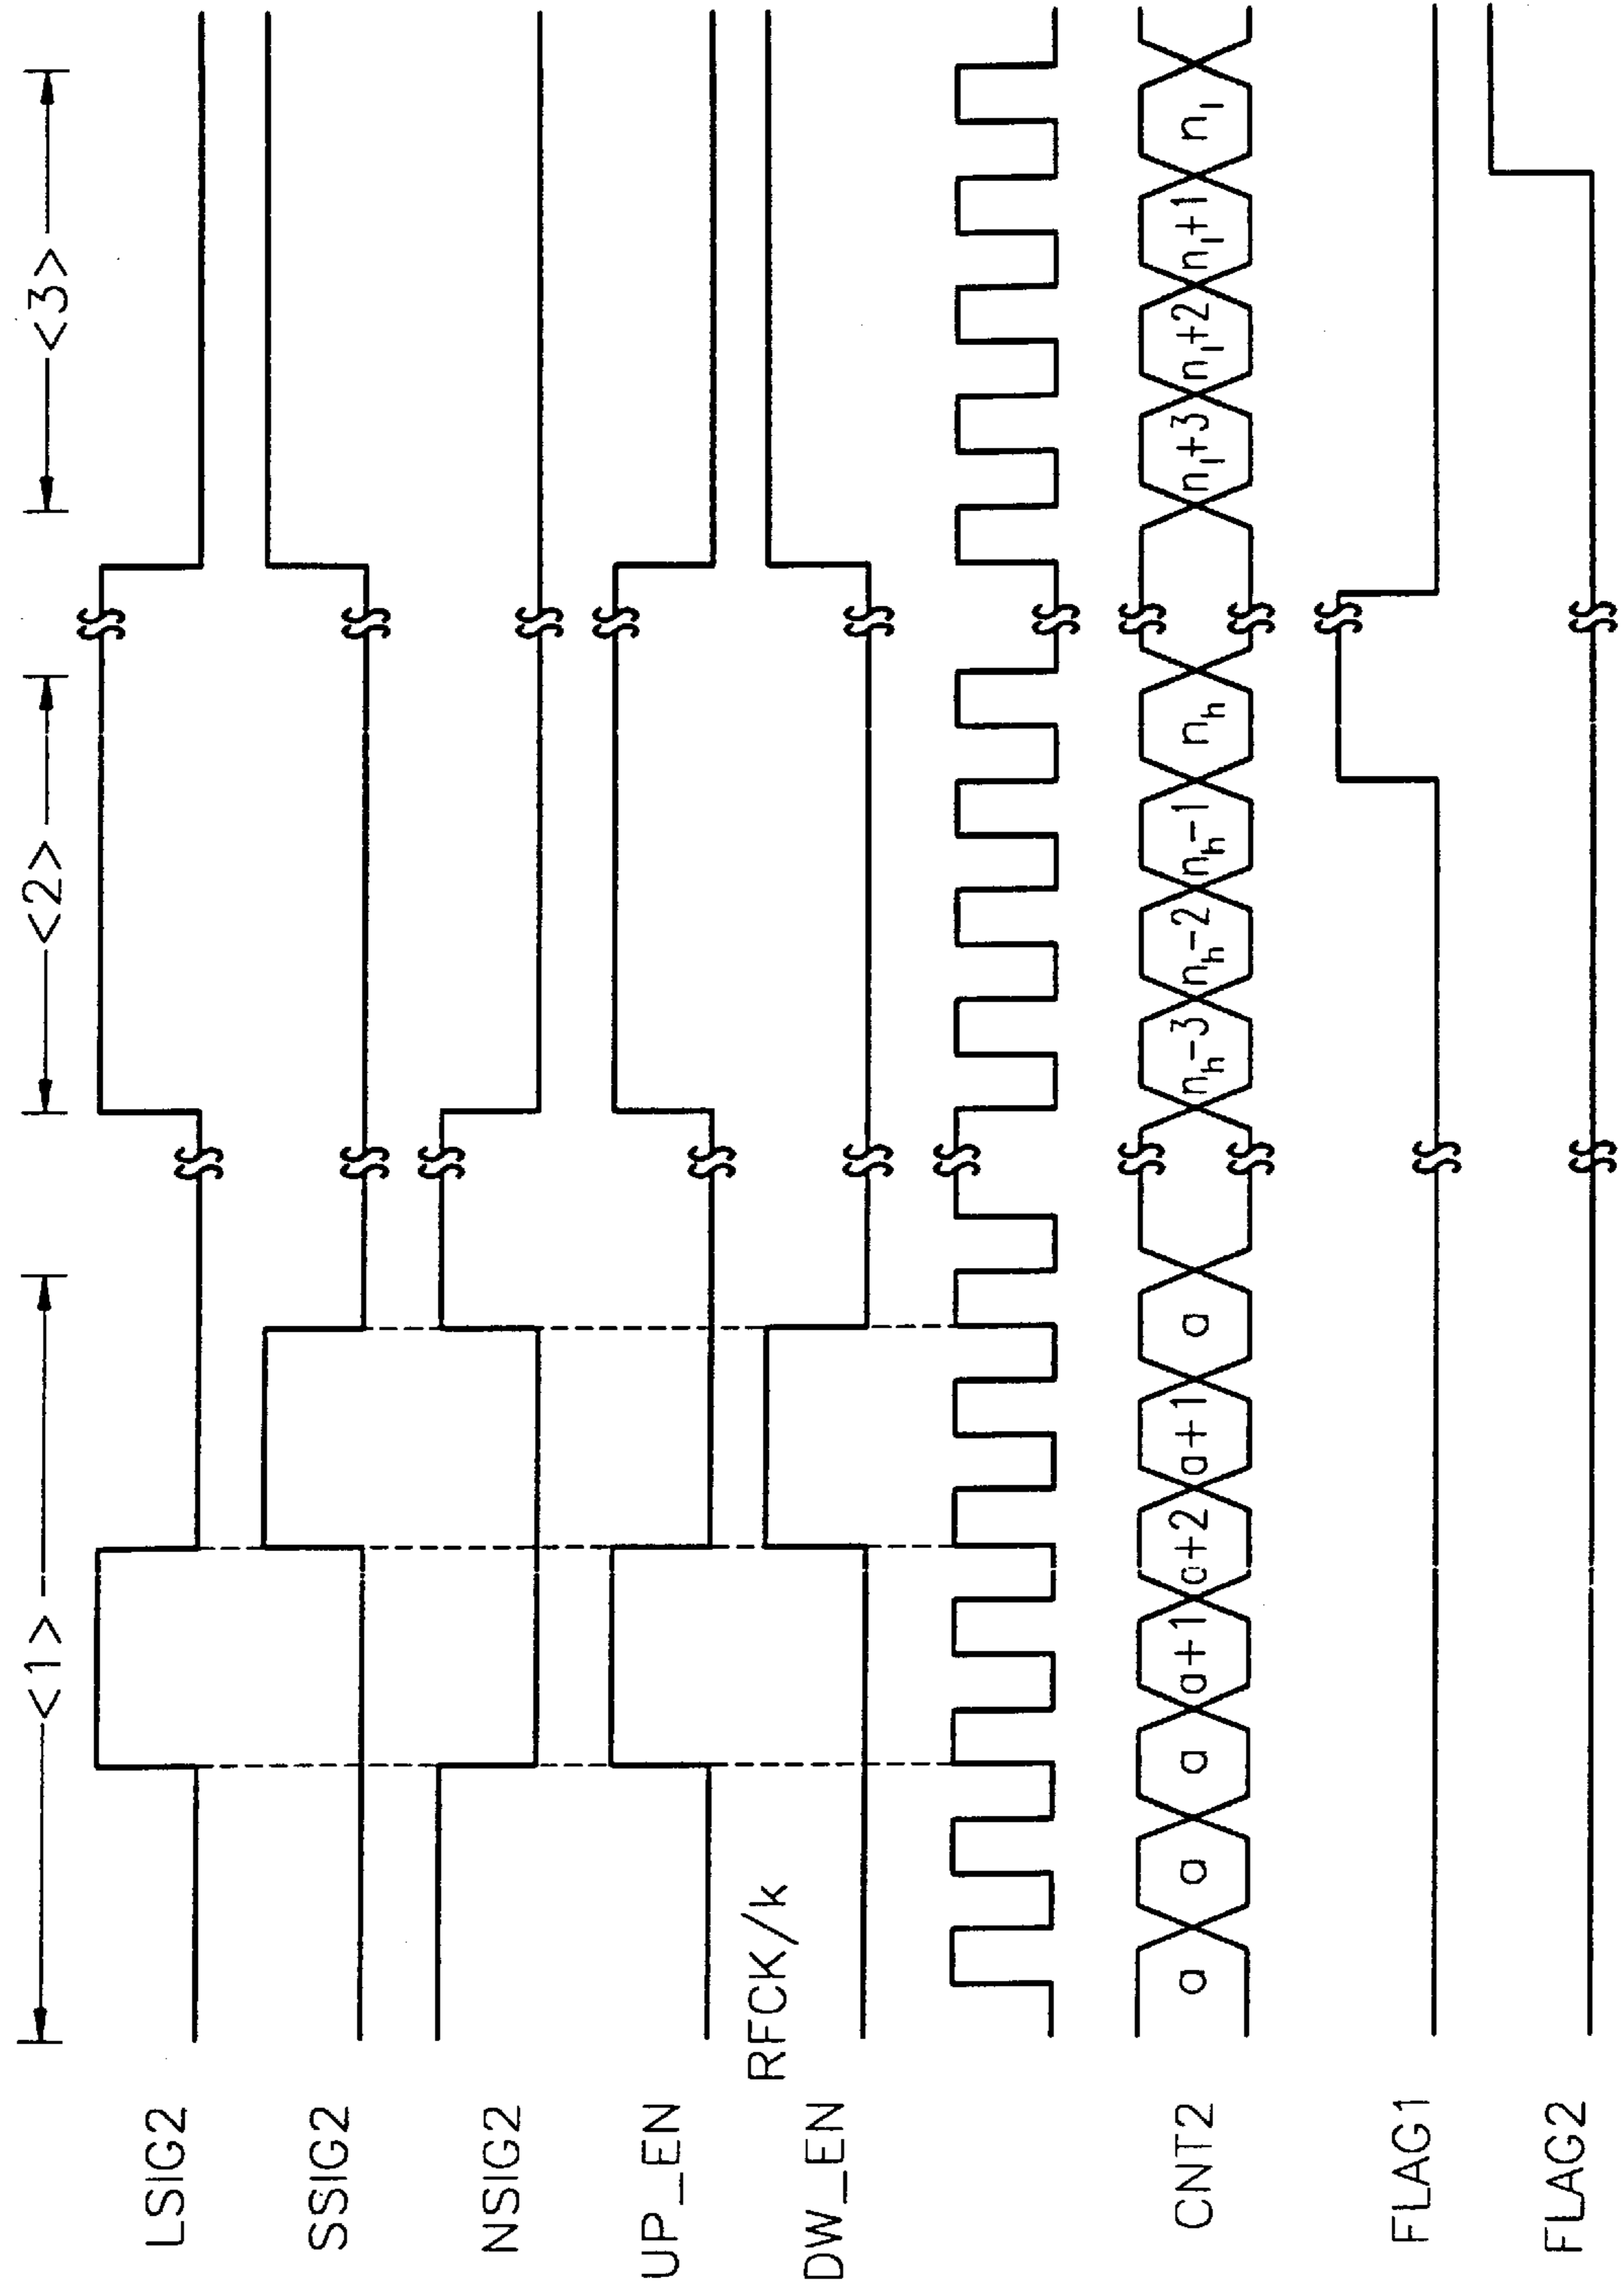 <1> <2> <3>
LSIG2
SSIG2
NSIG2
UP_EN
RFCK/k
DW_EN
CNT2 a a a a+1 a+2 a+1 a nh-3 nh-2 nh-1 nh nl+3 nl+2 nl+1 nl
FLAG1
FLAG2